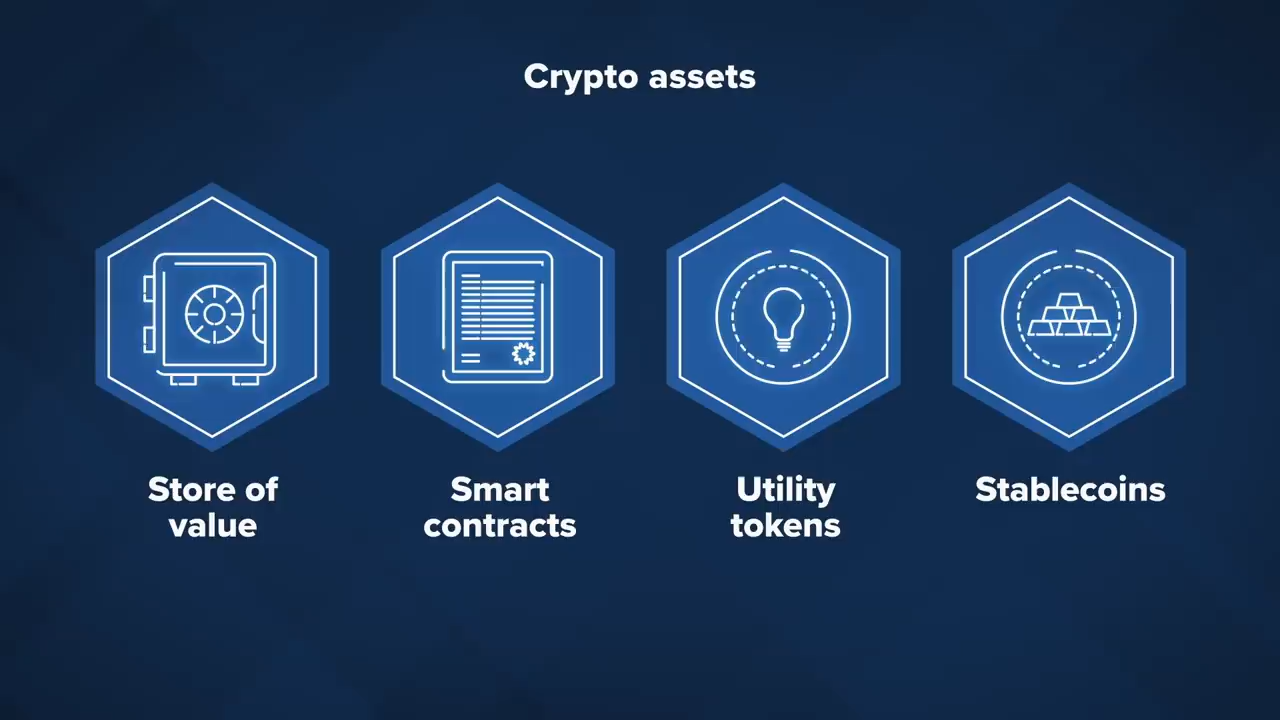 Crypto assets
Store of
value
Smart
contracts
Utility
tokens
Stablecoins